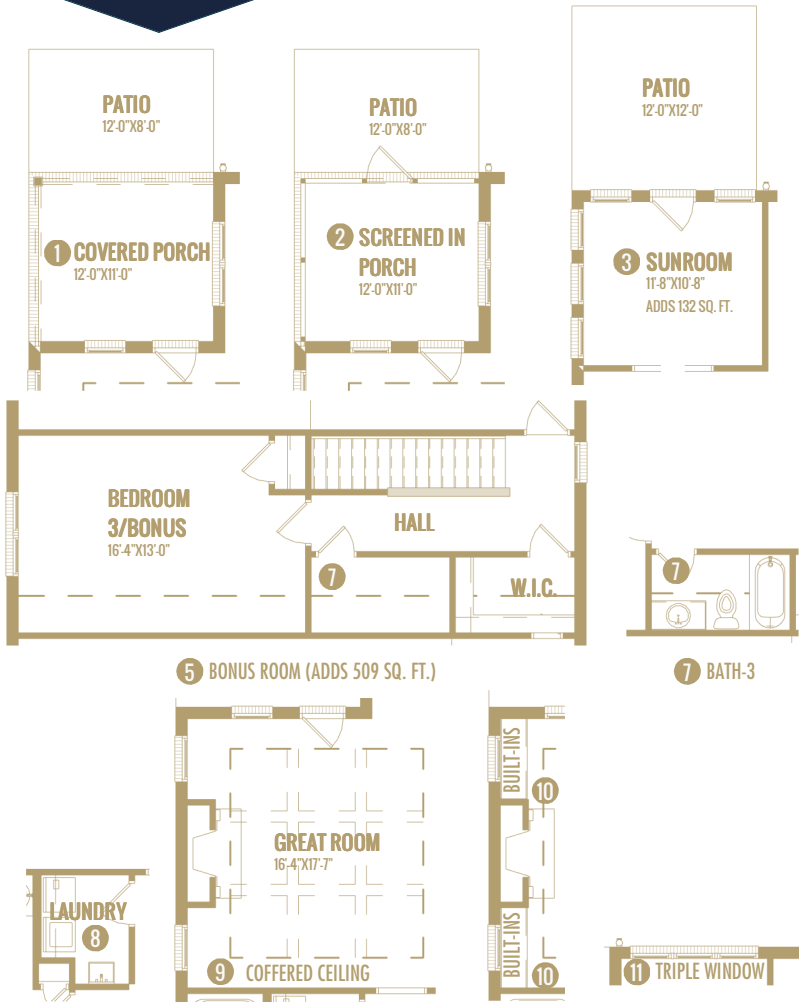 PATIO
12'-0"X8'-0"
PATIO
12'-0"X8'-0"
PATIO
12'-0"X12'-0"
1 COVERED PORCH
12'-0"X11'-0"
2 SCREENED IN
PORCH
12'-0"X11'-0"
3 SUNROOM
11'-8"X10'-8"
ADDS 132 SQ. FT.
BEDROOM
3/BONUS
16'-4"X13'-0"
HALL
7
W.I.C.
7
5 BONUS ROOM (ADDS 509 SQ. FT.)
7 BATH-3
GREAT ROOM
16'-4"X17'-7"
9 COFFERED CEILING
BUILT-INS
10
BUILT-INS
10
LAUNDRY
8
11 TRIPLE WINDOW